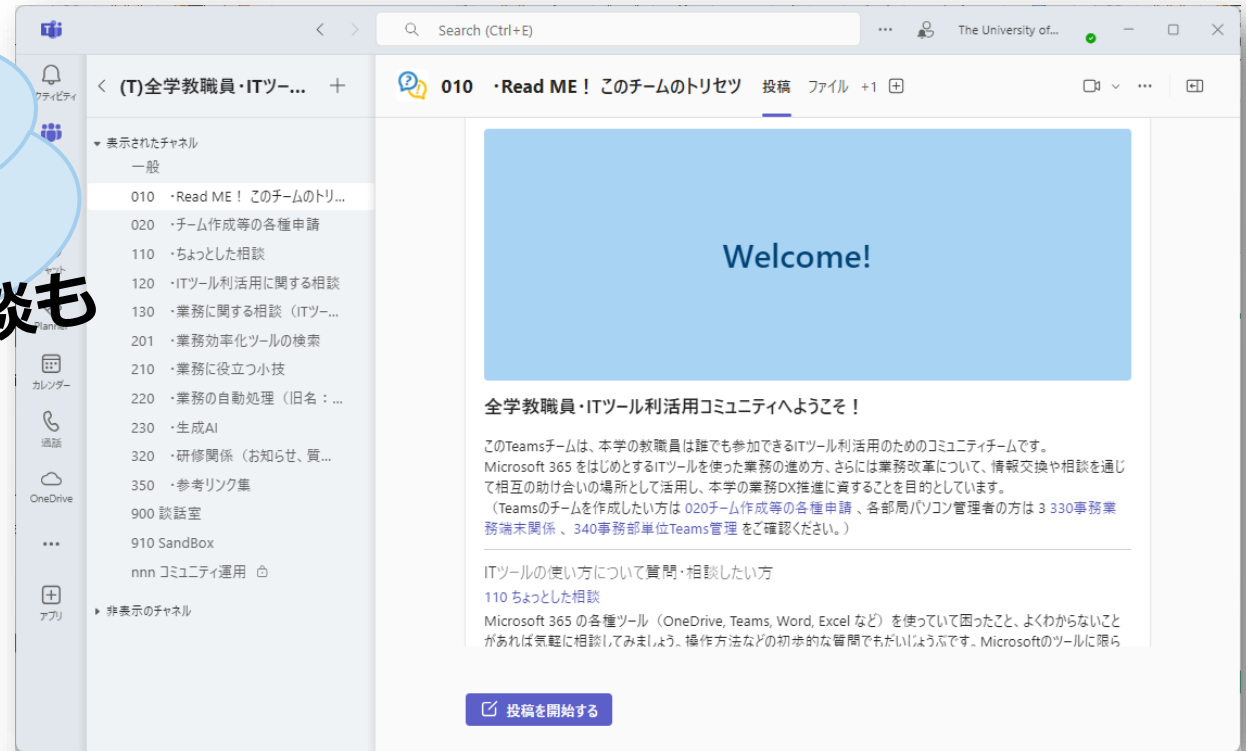 Search (Ctrl+E)
The University of...
(T)全学教職員・ITツー...
010 ・Read ME！ このチームのトリセツ
投稿
ファイル
+1
表示されたチャネル
一般
010 ・Read ME！ このチームのトリ...
020 ・チーム作成等の各種申請
110 ・ちょっとした相談
120 ・ITツール利活用に関する相談
130 ・業務に関する相談（ITツー...
201 ・業務効率化ツールの検索
210 ・業務に役立つ小技
220 ・業務の自動処理（旧名：...
230 ・生成AI
320 ・研修関係（お知らせ、質...
350 ・参考リンク集
900 談話室
910 SandBox
nnn コミュニティ運用
非表示のチャネル
談も
カレンダー
通話
OneDrive
アプリ
Welcome!
全学教職員・ITツール利活用コミュニティへようこそ！
このTeamsチームは、本学の教職員は誰でも参加できるITツール利活用のためのコミュニティチームです。
Microsoft 365 をはじめとするITツールを使った業務の進め方、さらには業務改革について、情報交換や相談を通じ
て相互の助け合いの場所として活用し、本学の業務DX推進に資することを目的としています。
（Teamsのチームを作成したい方は 020チーム作成等の各種申請 、各部局パソコン管理者の方は 3 330事務業
務端末関係 、 340事務部単位Teams管理 をご確認ください。）
ITツールの使い方について質問・相談したい方
110 ちょっとした相談
Microsoft 365 の各種ツール（OneDrive, Teams, Word, Excel など）を使っていて困ったこと、よくわからないこと
があれば気軽に相談してみましょう。操作方法などの初歩的な質問でもだいじょうぶです。Microsoftのツールに限ら
投稿を開始する